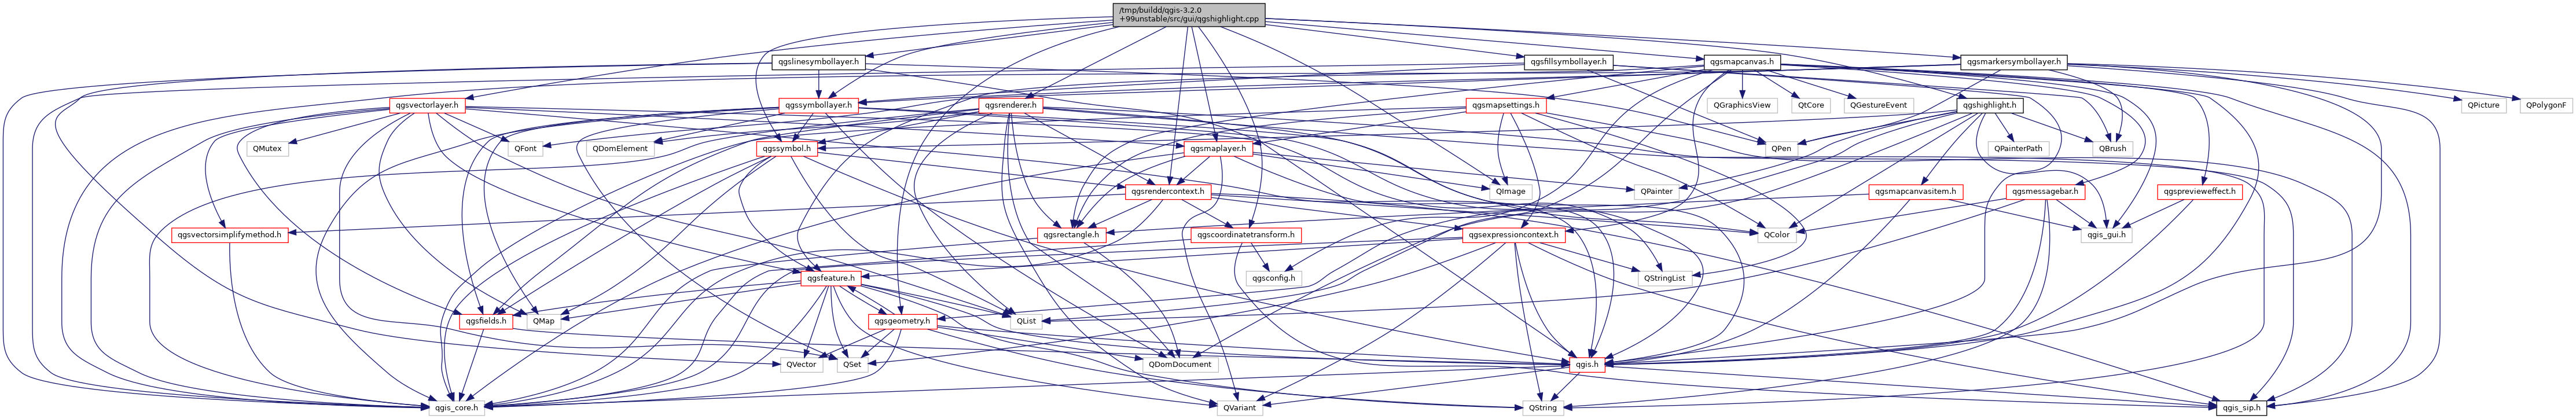 /tmp/buildd/qgis-3.2.0
+99unstable/src/gui/qgshighlight.cpp
qgslinesymbollayer.h
qgsfillsymbollayer.h
qgsmapcanvas.h
qgsmarkersymbollayer.h
qgsvectorlayer.h
qgssymbollayer.h
qgsrenderer.h
qgsmapsettings.h
QGraphicsView
QtCore
QGestureEvent
qgshighlight.h
QPicture
QPolygonF
QMutex
QFont
QDomElement
qgssymbol.h
qgsmaplayer.h
QPen
QPainterPath
QBrush
qgsrendercontext.h
QImage
QPainter
qgsmapcanvasitem.h
qgsmessagebar.h
qgspreвieweffect.h
qgsvectorsimplifymethod.h
qgsrectangle.h
qgscoordinatetransform.h
qgsexpressioncontext.h
QColor
qgis_gui.h
qgsfeature.h
qgsconfig.h
QStringList
qgsfields.h
QMap
qgsgeometry.h
QList
QVector
QSet
QDomDocument
qgis.h
qgis_core.h
QVariant
QString
qgis_sip.h